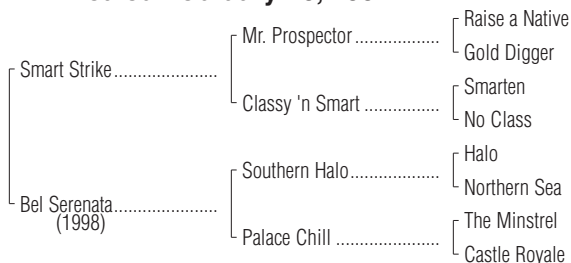 Raise a Native
Mr. Prospector ..................
Gold Digger
Smart Strike ......................
Smarten
Classy 'n Smart ................
No Class
Halo
Southern Halo...................
Northern Sea
Bel Serenata......................
(1998)
The Minstrel
Palace Chill ......................
Castle Royale